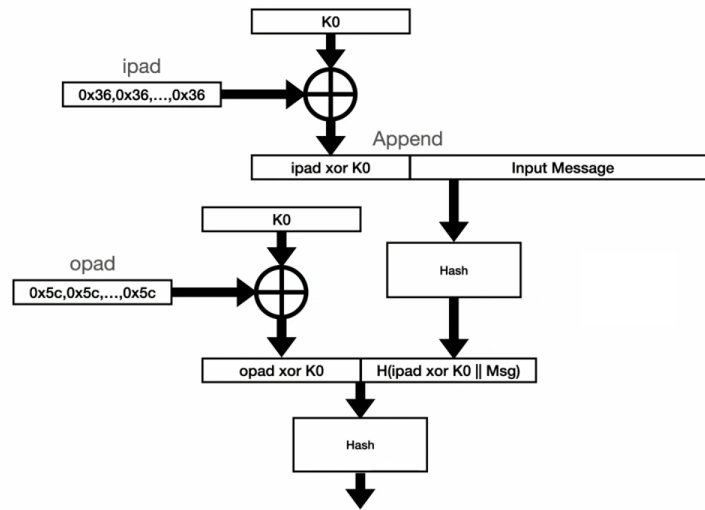 K0
ipad
0x36,0x36,...,0x36
Append
ipad xor K0
Input Message
K0
Hash
opad
0x5c,0x5c,...,0x5c
opad xor K0
H(ipad xor K0 || Msg)
Hash